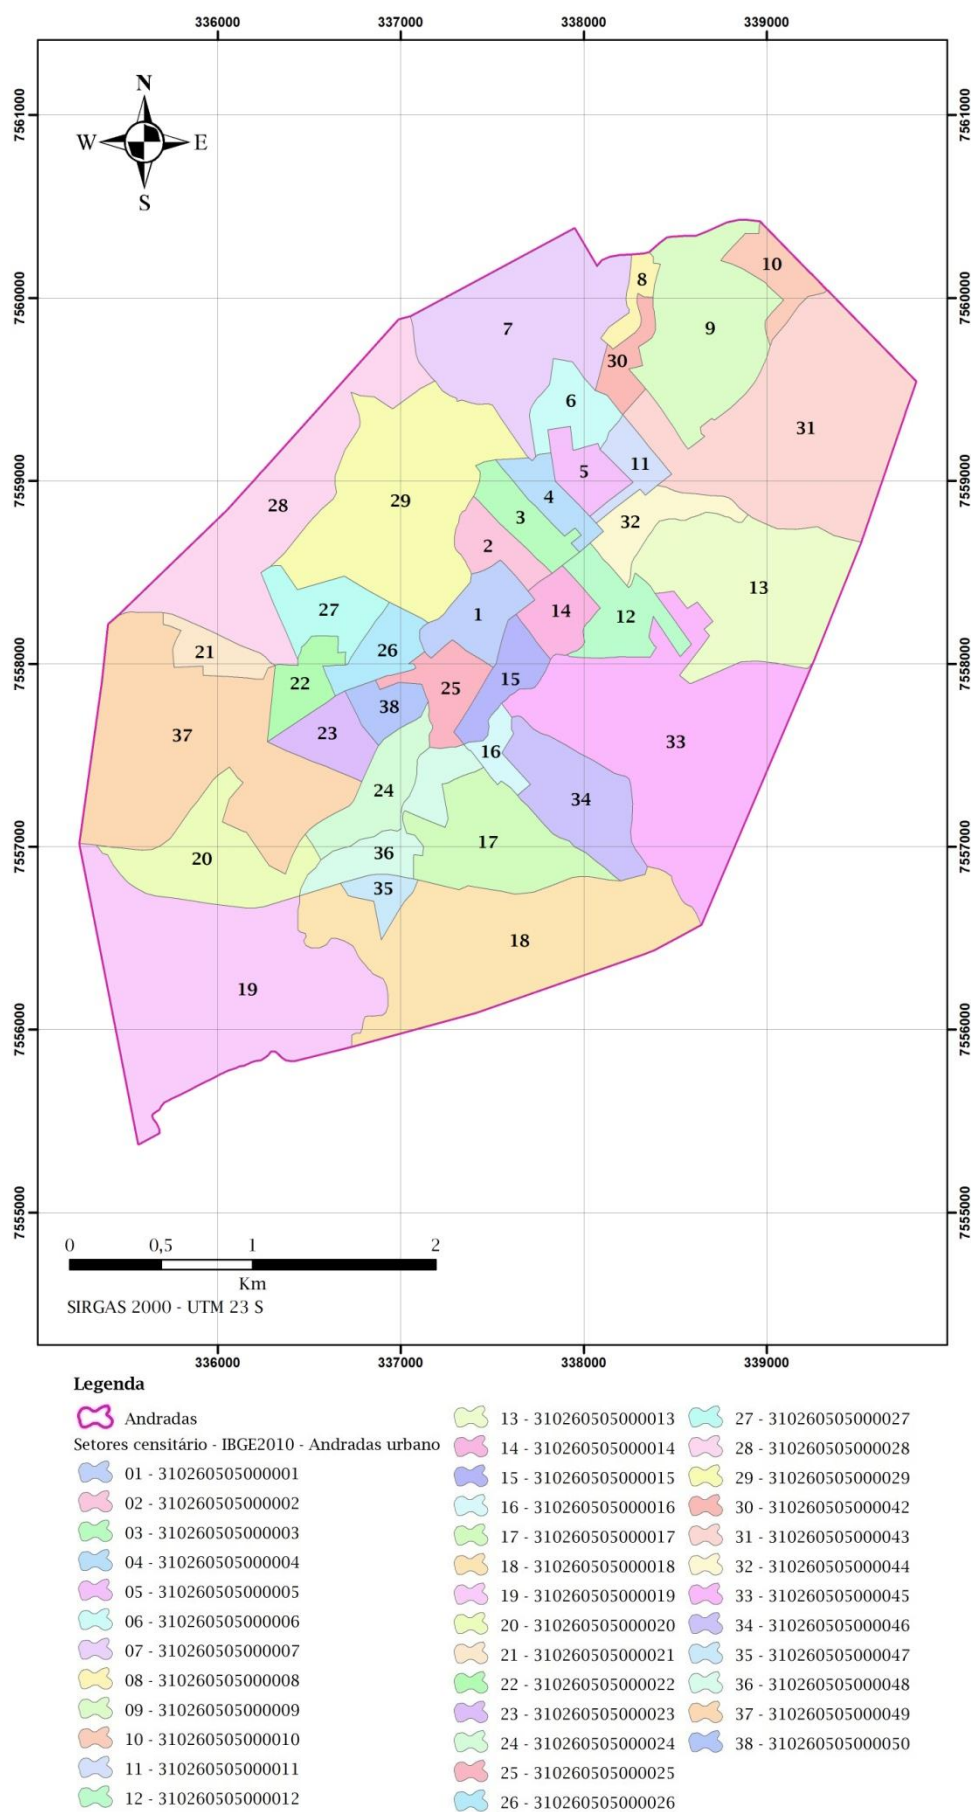 336000 337000 338000 339000
N
W E
S
7561000 7561000
10
8
7560000 7560000
7 9
30
6 31
11
5
7559000 7559000
28 29 4
3 32
2
13
27 1 14 12
26
21
7558000 7558000
22 25 15
38
37 23 33
16
24 34
17
7557000 7557000
20 36
35
18
19
7556000 7556000
7555000 7555000
0 0,5 1 2
Km
SIRGAS 2000 - UTM 23 S
336000 337000 338000 339000
Legenda
Andradas
Setores censitário - IBGE2010 - Andradas urbano
01 - 310260505000001
02 - 310260505000002
03 - 310260505000003
04 - 310260505000004
05 - 310260505000005
06 - 310260505000006
07 - 310260505000007
08 - 310260505000008
09 - 310260505000009
10 - 310260505000010
11 - 310260505000011
12 - 310260505000012
13 - 310260505000013
14 - 310260505000014
15 - 310260505000015
16 - 310260505000016
17 - 310260505000017
18 - 310260505000018
19 - 310260505000019
20 - 310260505000020
21 - 310260505000021
22 - 310260505000022
23 - 310260505000023
24 - 310260505000024
25 - 310260505000025
26 - 310260505000026
27 - 310260505000027
28 - 310260505000028
29 - 310260505000029
30 - 310260505000042
31 - 310260505000043
32 - 310260505000044
33 - 310260505000045
34 - 310260505000046
35 - 310260505000047
36 - 310260505000048
37 - 310260505000049
38 - 310260505000050